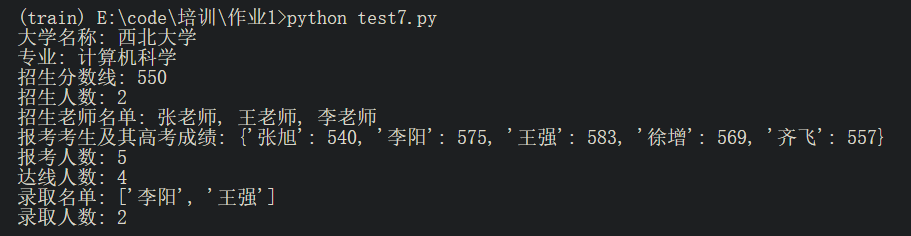 (train) E:\code\培训\作业1>python test7.py
大学名称: 西北大学
专业: 计算机科学
招生分数线: 550
招生人数: 2
招生老师名单: 张老师, 王老师, 李老师
报考考生及其高考成绩: {'张旭': 540, '李阳': 575, '王强': 583, '徐增': 569, '齐飞': 557}
报考人数: 5
达线人数: 4
录取名单: ['李阳', '王强']
录取人数: 2